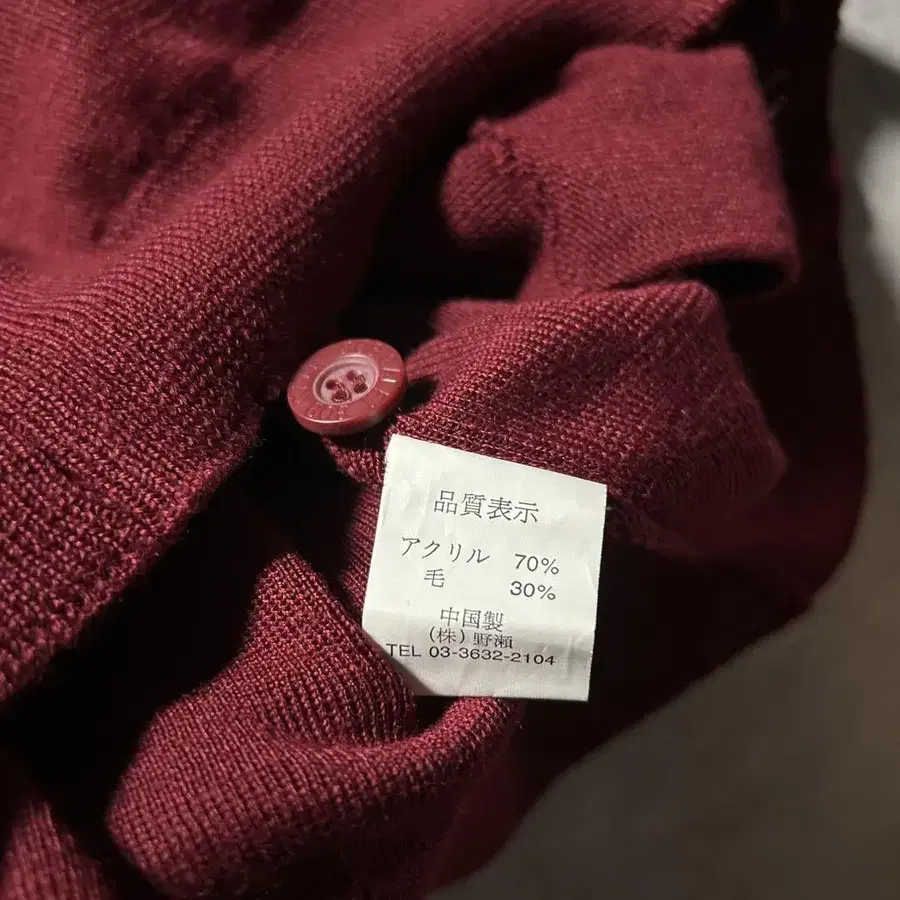 品質表示
アクリル 70%
毛 30%
中国製
(株)野瀬
TEL 03-3632-2104